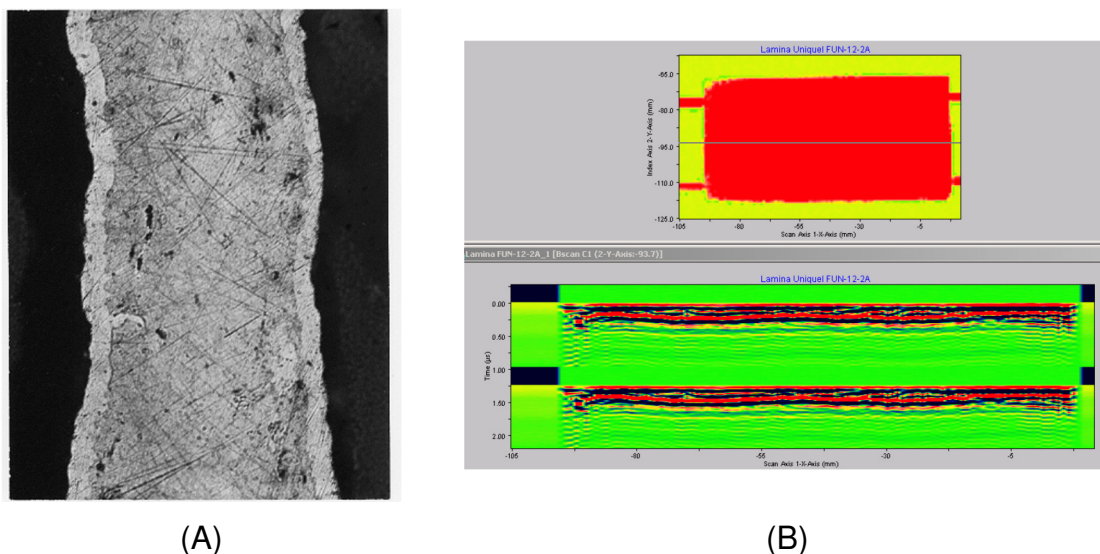 Lamina Uniquel FUN-12-2A
-65.0
-80.0
-95.0
-110.0
-125.0
Index Axis 2-Y-Axis (mm)
-105
-80
-55
-30
-5
Scan Axis 1-X-Axis (mm)
Lamina FUN-12-2A_1 [Bscan C1 (2-Y-Axis:-93.7)]
Lamina Uniquel FUN-12-2A
0.00
0.50
1.00
1.50
2.00
Time (µs)
-105
-80
-55
-30
-5
Scan Axis 1-X-Axis (mm)
(A)
(B)